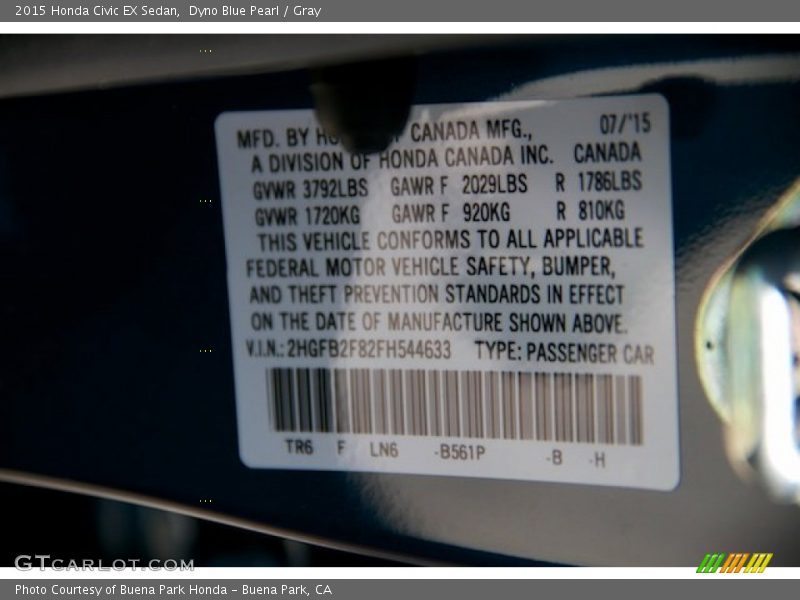 2015 Honda Civic EX Sedan,  Dyno Blue Pearl / Gray
MFD. BY CANADA MFG., 07/'15
A DIVISION OF HONDA CANADA INC. CANADA
GVWR 3792LBS GAWR F 2029LBS R 1786LBS
GVWR 1720KG GAWR F 920KG R 810KG
THIS VEHICLE CONFORMS TO ALL APPLICABLE
FEDERAL MOTOR VEHICLE SAFETY, BUMPER,
AND THEFT PREVENTION STANDARDS IN EFFECT
ON THE DATE OF MANUFACTURE SHOWN ABOVE.
V.I.N.: 2HGFB2F82FH544633 TYPE: PASSENGER CAR
TR6 F LN6 -B561P -B -H
GTCARLOT.COM
Photo Courtesy of Buena Park Honda - Buena Park, CA